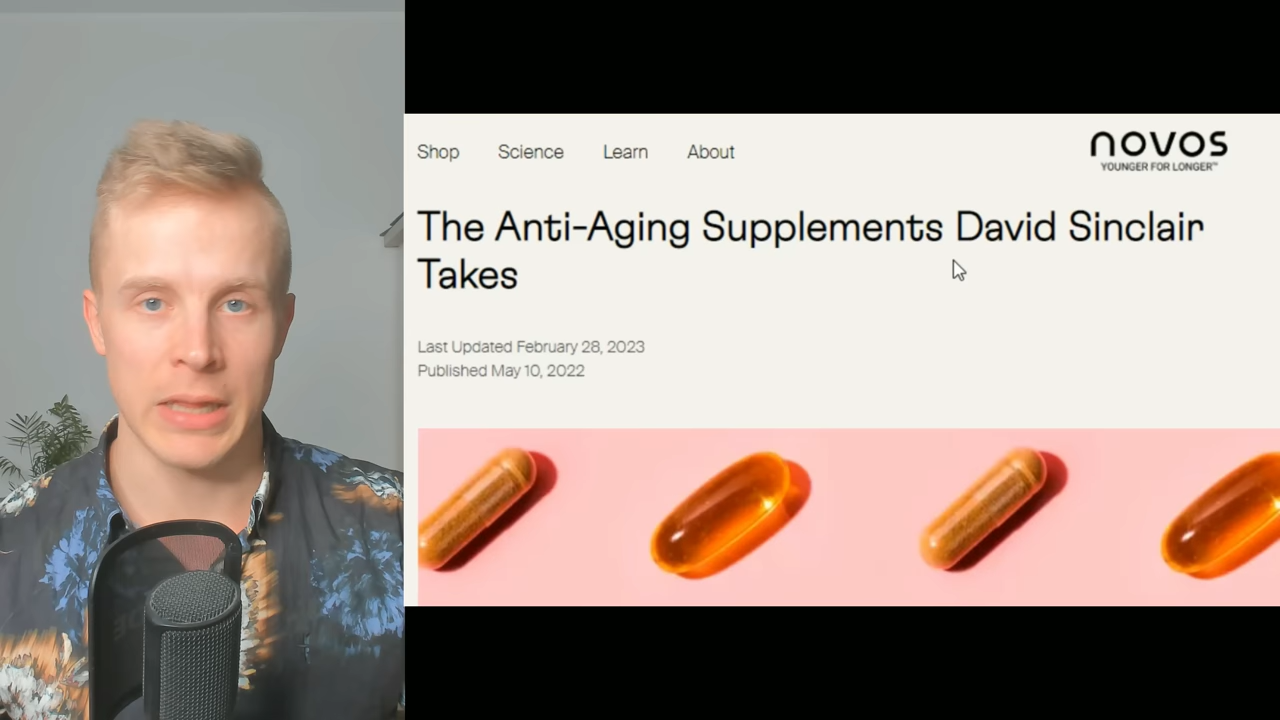 Shop Science Learn About
novos
YOUNGER FOR LONGER™
The Anti-Aging Supplements David Sinclair
Takes
Last Updated February 28, 2023
Published May 10, 2022